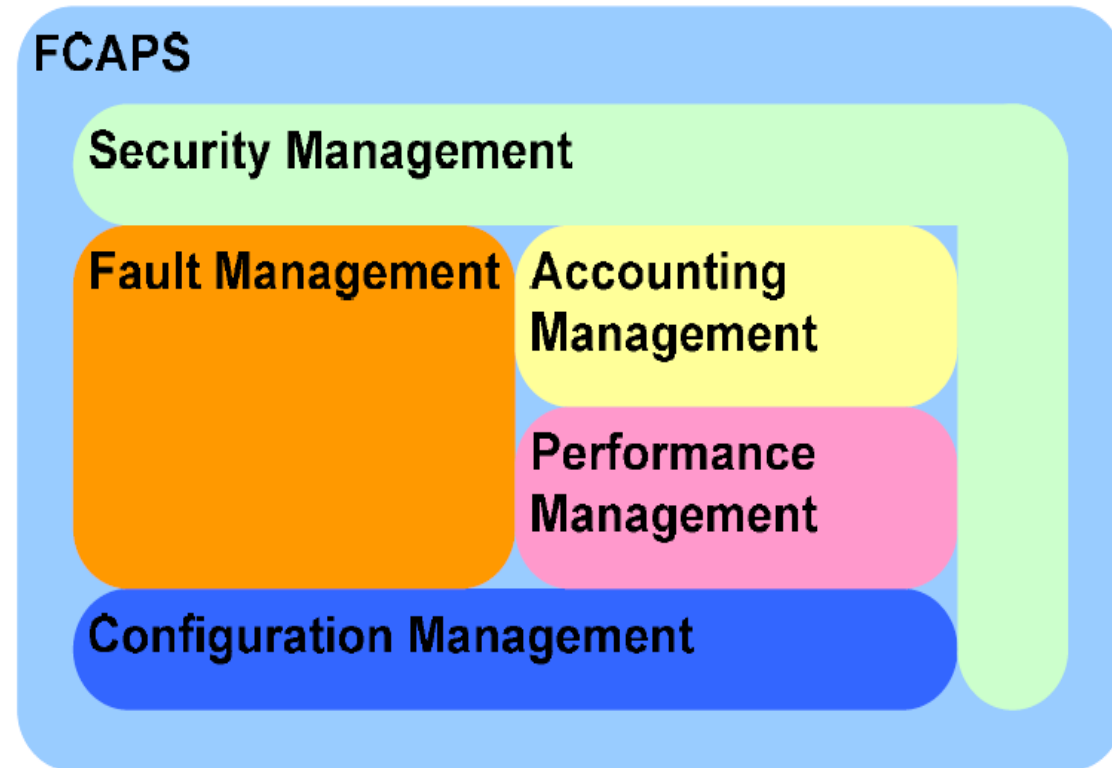 FCAPS
Security Management
Fault Management
Accounting
Management
Performance
Management
Configuration Management